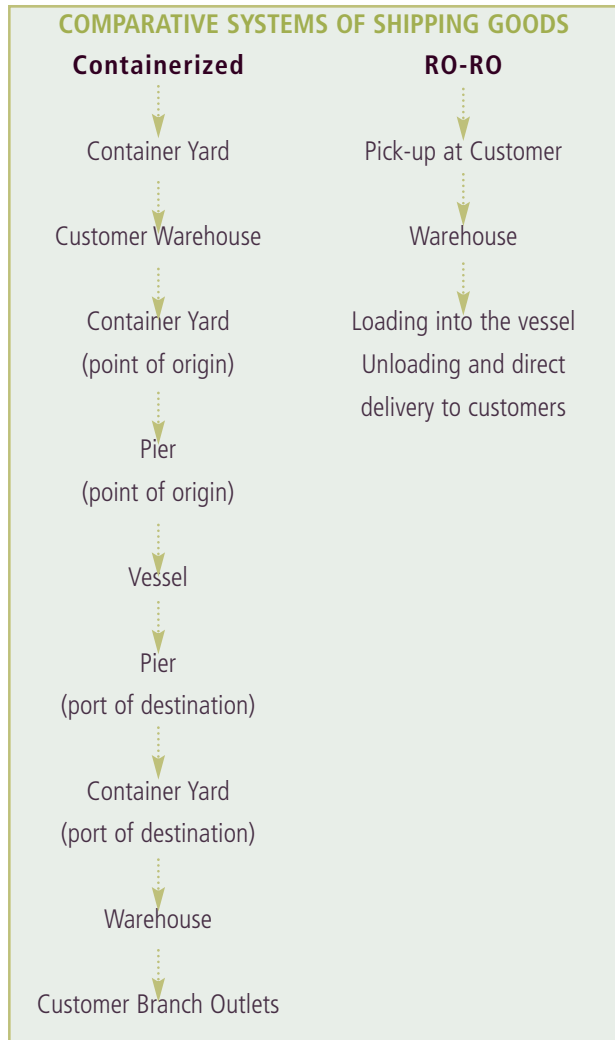 COMPARATIVE SYSTEMS OF SHIPPING GOODS
Containerized
Container Yard
Customer Warehouse
Container Yard
(point of origin)
Pier
(point of origin)
Vessel
Pier
(port of destination)
Container Yard
(port of destination)
Warehouse
Customer Branch Outlets
RO-RO
Pick-up at Customer
Warehouse
Loading into the vessel
Unloading and direct
delivery to customers